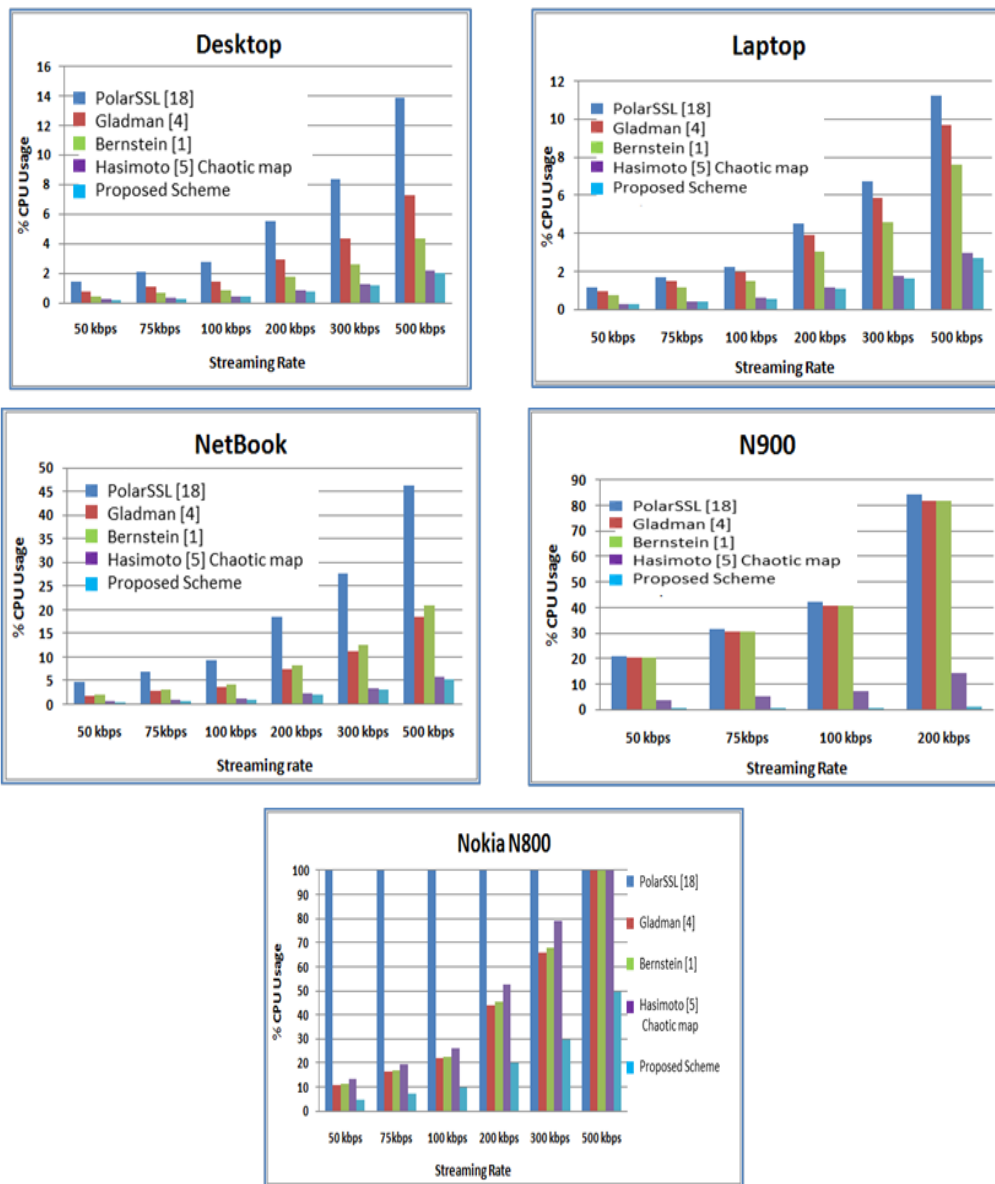 Desktop
16
14
12
10
8
6
4
2
0
% CPU Usage
PolarSSL [18]
Gladman [4]
Bernstein [1]
Hasimoto [5] Chaotic map
Proposed Scheme
50 kbps 75kbps 100 kbps 200 kbps 300 kbps 500 kbps
Streaming Rate
Laptop
12
10
8
6
4
2
0
% CPU Usage
PolarSSL [18]
Gladman [4]
Bernstein [1]
Hasimoto [5] Chaotic map
Proposed Scheme
50 kbps 75kbps 100 kbps 200 kbps 300 kbps 500 kbps
Streaming Rate
NetBook
50
45
40
35
30
25
20
15
10
5
0
% CPU Usage
PolarSSL [18]
Gladman [4]
Bernstein [1]
Hasimoto [5] Chaotic map
Proposed Scheme
50 kbps 75kbps 100 kbps 200 kbps 300 kbps 500 kbps
Streaming rate
N900
90
80
70
60
50
40
30
20
10
0
% CPU Usage
PolarSSL [18]
Gladman [4]
Bernstein [1]
Hasimoto [5] Chaotic map
Proposed Scheme
50 kbps 75kbps 100 kbps 200 kbps
Streaming Rate
Nokia N800
100
90
80
70
60
50
40
30
20
10
0
% CPU Usage
PolarSSL [18]
Gladman [4]
Bernstein [1]
Hasimoto [5]
Chaotic map
Proposed Scheme
50 kbps 75kbps 100 kbps 200 kbps 300 kbps 500 kbps
Streaming Rate